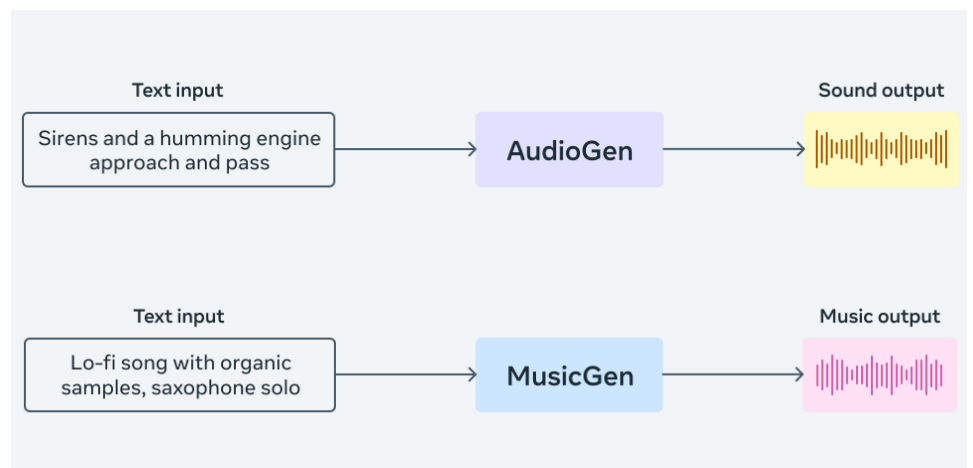 Text input
Sound output
Sirens and a humming engine
approach and pass
AudioGen
Text input
Music output
Lo-fi song with organic
samples, saxophone solo
MusicGen